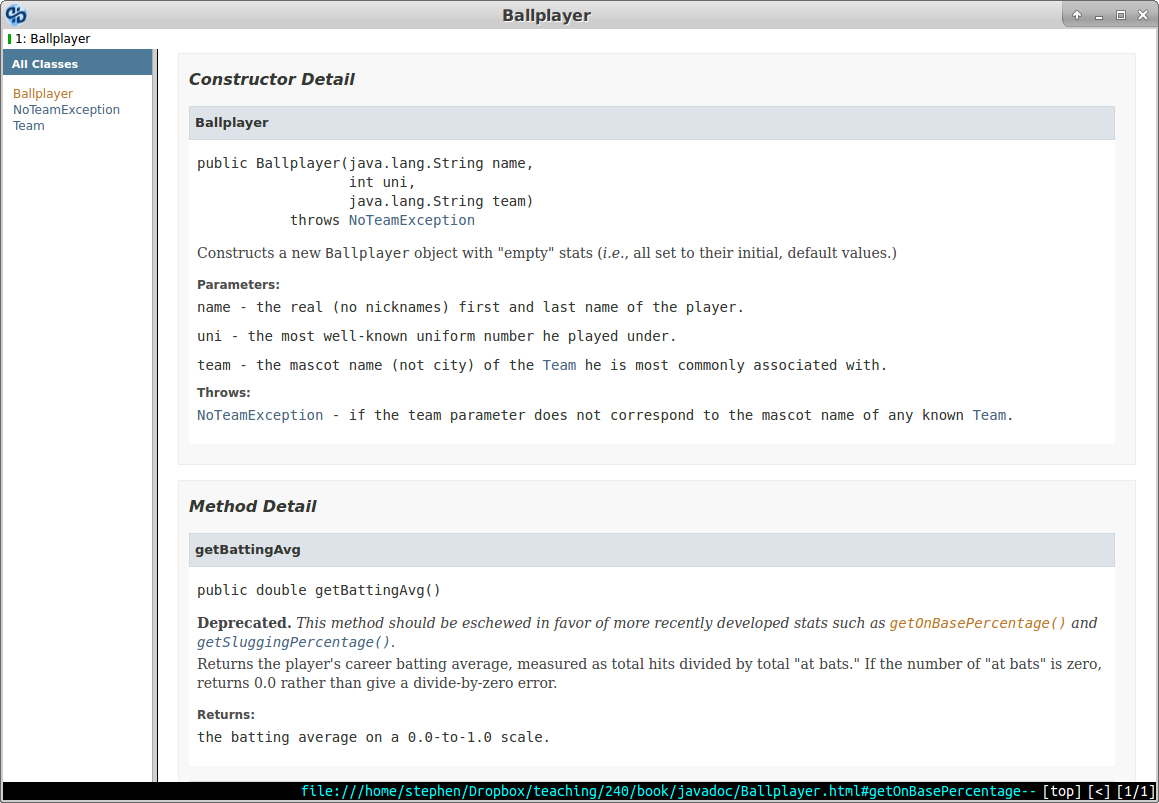 Ballplayer
1: Ballplayer
All Classes
Ballplayer
NoTeamException
Team
Constructor Detail
Ballplayer
public Ballplayer(java.lang.String name,
int uni,
java.lang.String team)
throws NoTeamException
Constructs a new Ballplayer object with "empty" stats (i.e., all set to their initial, default values.)
Parameters:
name - the real (no nicknames) first and last name of the player.
uni - the most well-known uniform number he played under.
team - the mascot name (not city) of the Team he is most commonly associated with.
Throws:
NoTeamException - if the team parameter does not correspond to the mascot name of any known Team.
Method Detail
getBattingAvg
public double getBattingAvg()
Deprecated. This method should be eschewed in favor of more recently developed stats such as getOnBasePercentage() and
getSluggingPercentage().
Returns the player's career batting average, measured as total hits divided by total "at bats." If the number of "at bats" is zero,
returns 0.0 rather than give a divide-by-zero error.
Returns:
the batting average on a 0.0-to-1.0 scale.
file:///home/stephen/Dropbox/teaching/240/book/javadoc/Ballplayer.html#getOnBasePercentage-- [top] [<] [1/1]